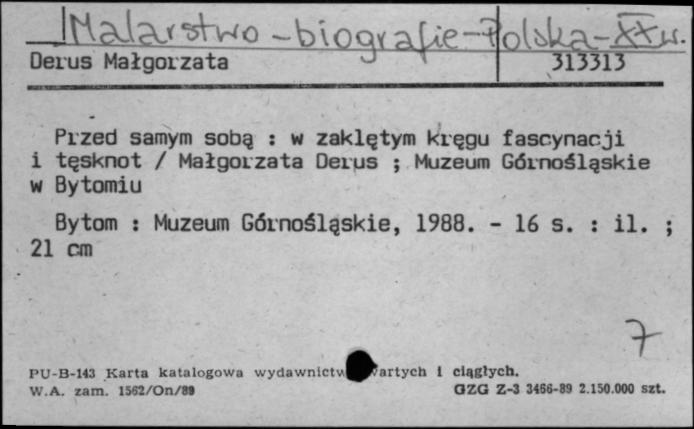 Malarstwo - biografie - Polska - XX w.
Derus Małgorzata 313313
Przed samym sobą : w zaklętym kręgu fascynacji
i tęsknot / Małgorzata Derus ; Muzeum Górnośląskie
w Bytomiu
Bytom : Muzeum Górnośląskie, 1988. - 16 s. : il. ;
21 cm
7
PU-B-143 Karta katalogowa wydawnictw wartych i ciągłych.
W.A. zam. 1562/On/89 GZG Z-3 3466-89 2.150.000 szt.